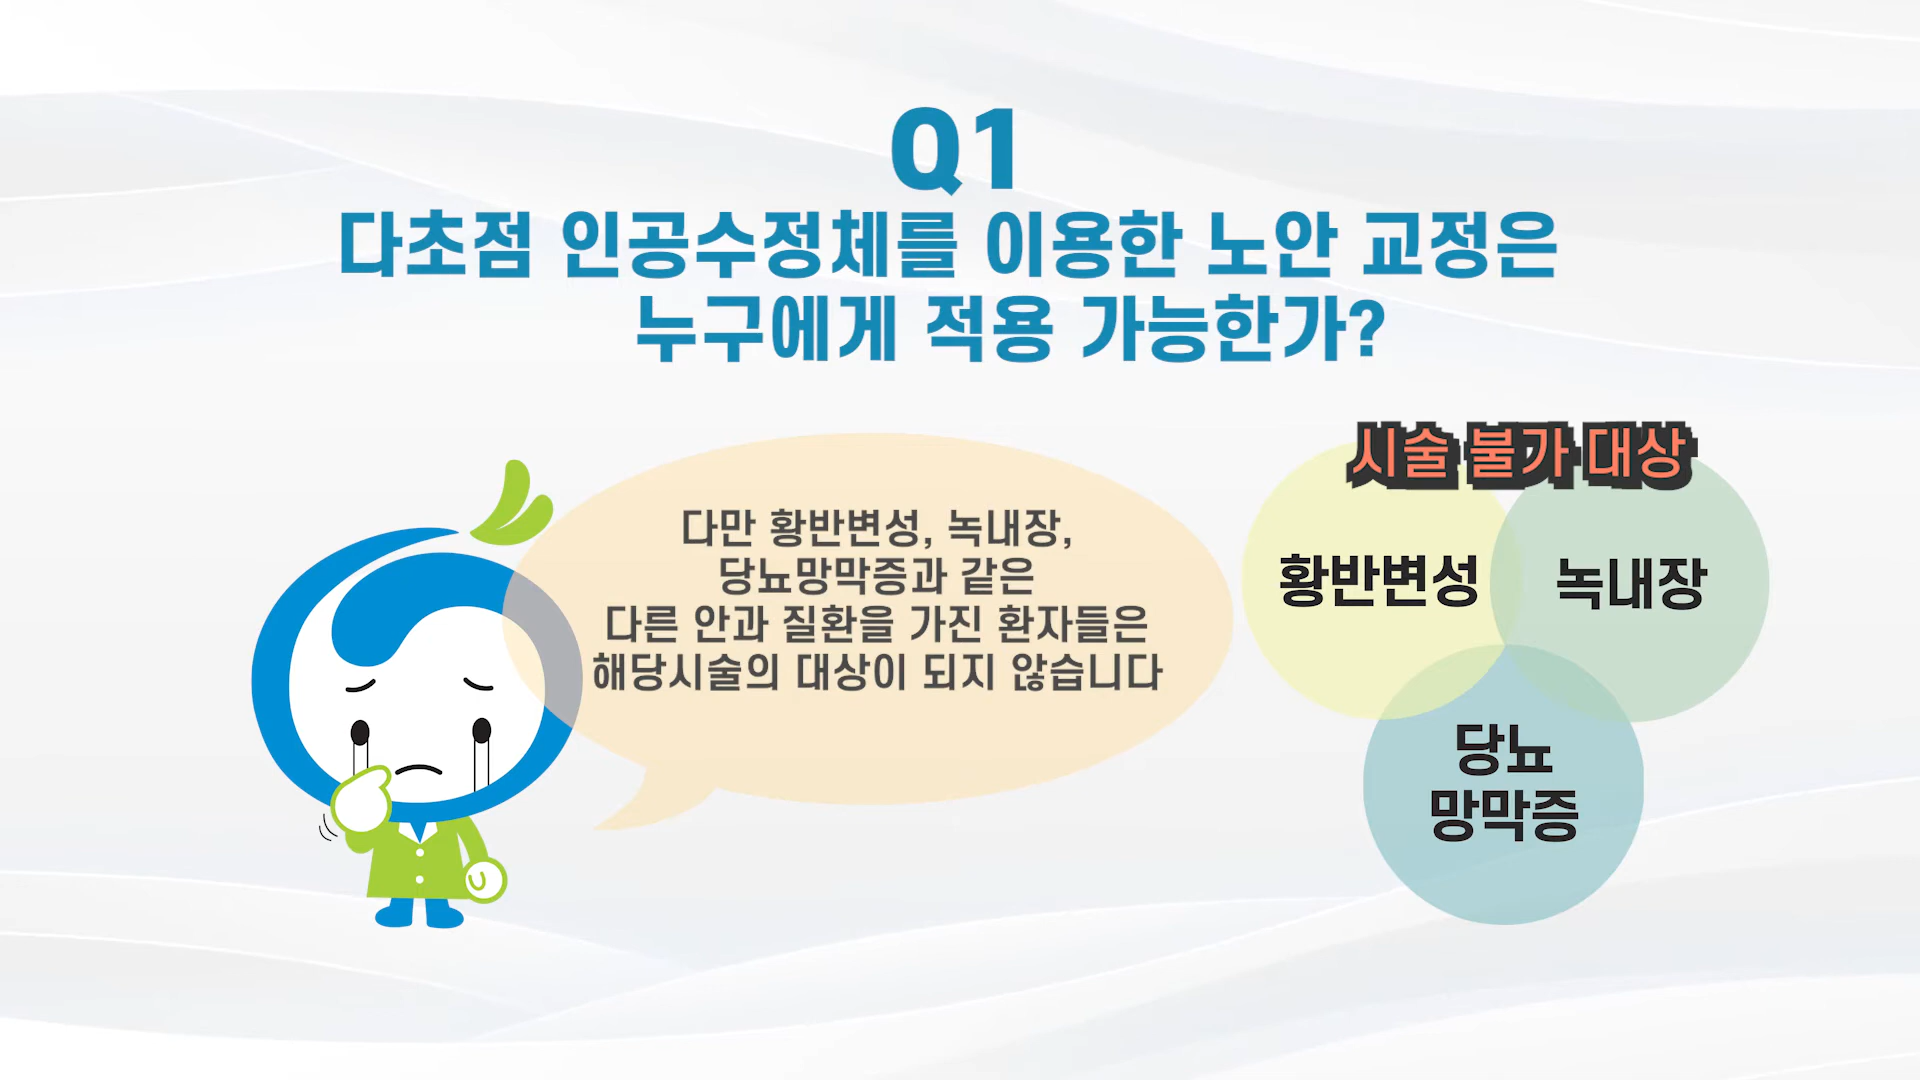 Q1
다초점 인공수정체를 이용한 노안 교정은
누구에게 적용 가능한가?
다만 황반변성, 녹내장,
당뇨망막증과 같은
다른 안과 질환을 가진 환자들은
해당시술의 대상이 되지 않습니다
시술 불가 대상
황반변성
녹내장
당뇨
망막증